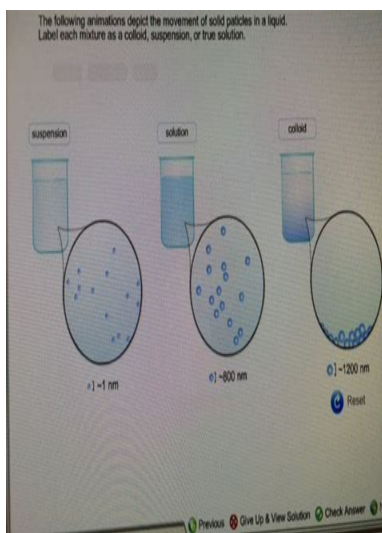 The following animations depict the movement of solid paticles in a liquid.
Label each mixture as a colloid, suspension, or true solution.
suspension
solution
colloid
~1 nm
~800 nm
~1200 nm
Reset
Previous
Give Up & View Solution
Check Answer